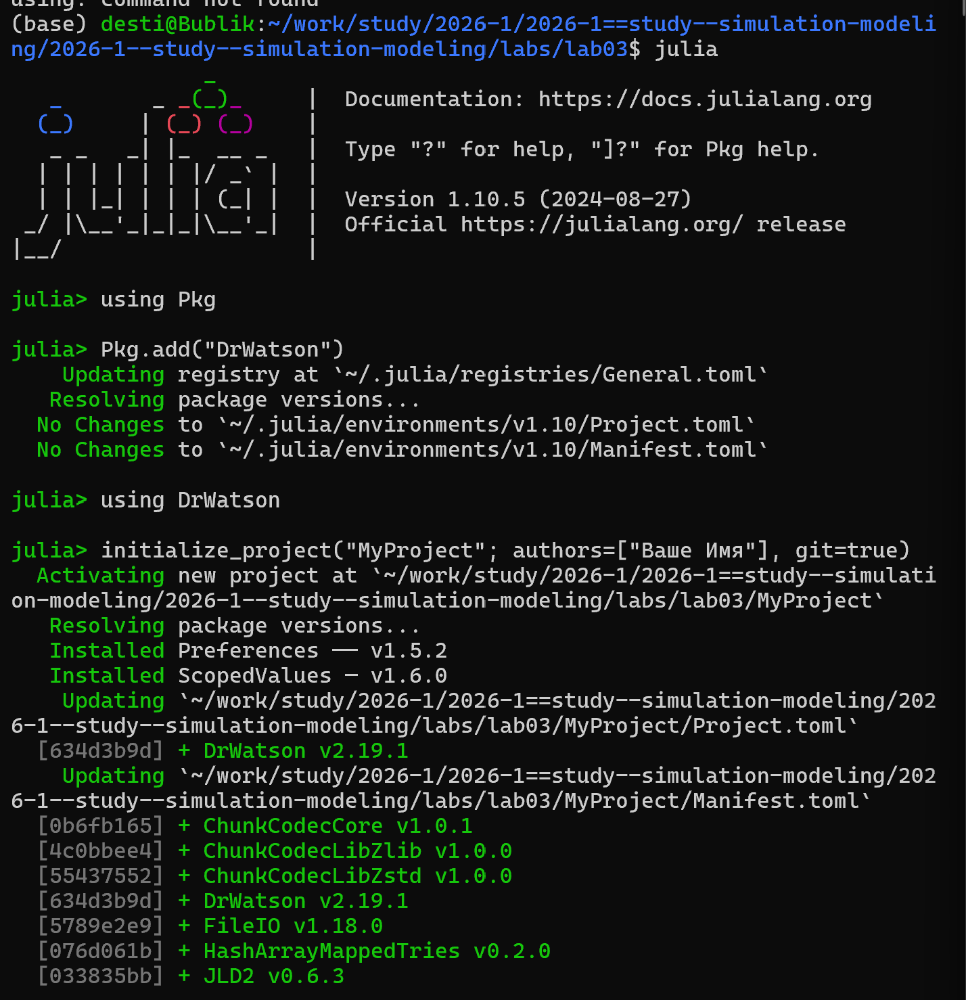 using: command not found
(base) desti@Bublik:~/work/study/2026-1/2026-1==study--simulation-modeli
ng/2026-1--study--simulation-modeling/labs/lab03$ julia
               _
   _       _ _(_)_     |  Documentation: https://docs.julialang.org
  (_)     | (_) (_)    |
   _ _   _| |_  __ _   |  Type "?" for help, "]?" for Pkg help.
  | | | | | | |/ _` |  |
  | | |_| | | | (_| |  |  Version 1.10.5 (2024-08-27)
 _/ |\__'_|_|_|\__'_|  |  Official https://julialang.org/ release
|__/                   |
julia> using Pkg
julia> Pkg.add("DrWatson")
    Updating registry at `~/.julia/registries/General.toml`
   Resolving package versions...
  No Changes to `~/.julia/environments/v1.10/Project.toml`
  No Changes to `~/.julia/environments/v1.10/Manifest.toml`
julia> using DrWatson
julia> initialize_project("MyProject"; authors=["Ваше Имя"], git=true)
  Activating new project at `~/work/study/2026-1/2026-1==study--simulati
on-modeling/2026-1--study--simulation-modeling/labs/lab03/MyProject`
   Resolving package versions...
   Installed Preferences ── v1.5.2
   Installed ScopedValues ─ v1.6.0
    Updating `~/work/study/2026-1/2026-1==study--simulation-modeling/202
6-1--study--simulation-modeling/labs/lab03/MyProject/Project.toml`
  [634d3b9d] + DrWatson v2.19.1
    Updating `~/work/study/2026-1/2026-1==study--simulation-modeling/202
6-1--study--simulation-modeling/labs/lab03/MyProject/Manifest.toml`
  [0b6fb165] + ChunkCodecCore v1.0.1
  [4c0bbee4] + ChunkCodecLibZlib v1.0.0
  [55437552] + ChunkCodecLibZstd v1.0.0
  [634d3b9d] + DrWatson v2.19.1
  [5789e2e9] + FileIO v1.18.0
  [076d061b] + HashArrayMappedTries v0.2.0
  [033835bb] + JLD2 v0.6.3